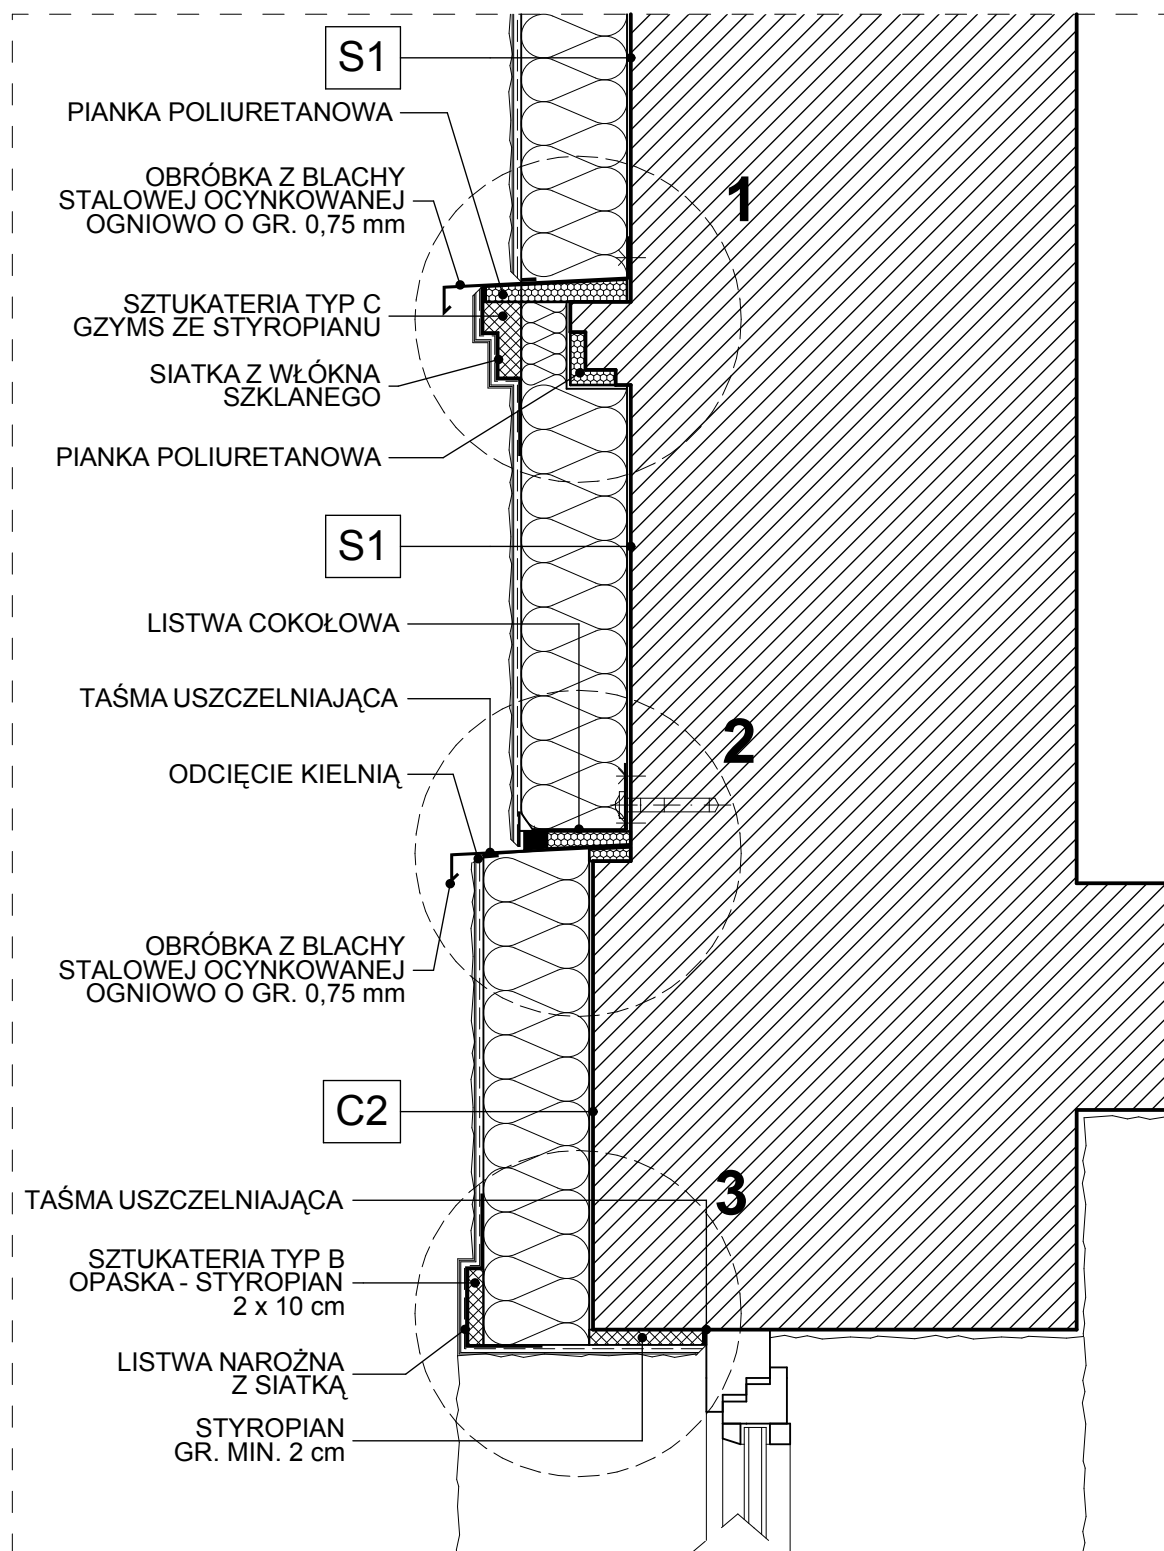 S1
PIANKA POLIURETANOWA
OBRÓBKA Z BLACHY
STALOWEJ OCYNKOWANEJ
OGNIOWO O GR. 0,75 mm
1
SZTUKATERIA TYP C
GZYMS ZE STYROPIANU
SIATKA Z WŁÓKNA
SZKLANEGO
PIANKA POLIURETANOWA
S1
LISTWA COKOŁOWA
TAŚMA USZCZELNIAJĄCA
2
ODCIĘCIE KIELNIĄ
OBRÓBKA Z BLACHY
STALOWEJ OCYNKOWANEJ
OGNIOWO O GR. 0,75 mm
C2
3
TAŚMA USZCZELNIAJĄCA
SZTUKATERIA TYP B
OPASKA - STYROPIAN
2 x 10 cm
LISTWA NAROŻNA
Z SIATKĄ
STYROPIAN
GR. MIN. 2 cm